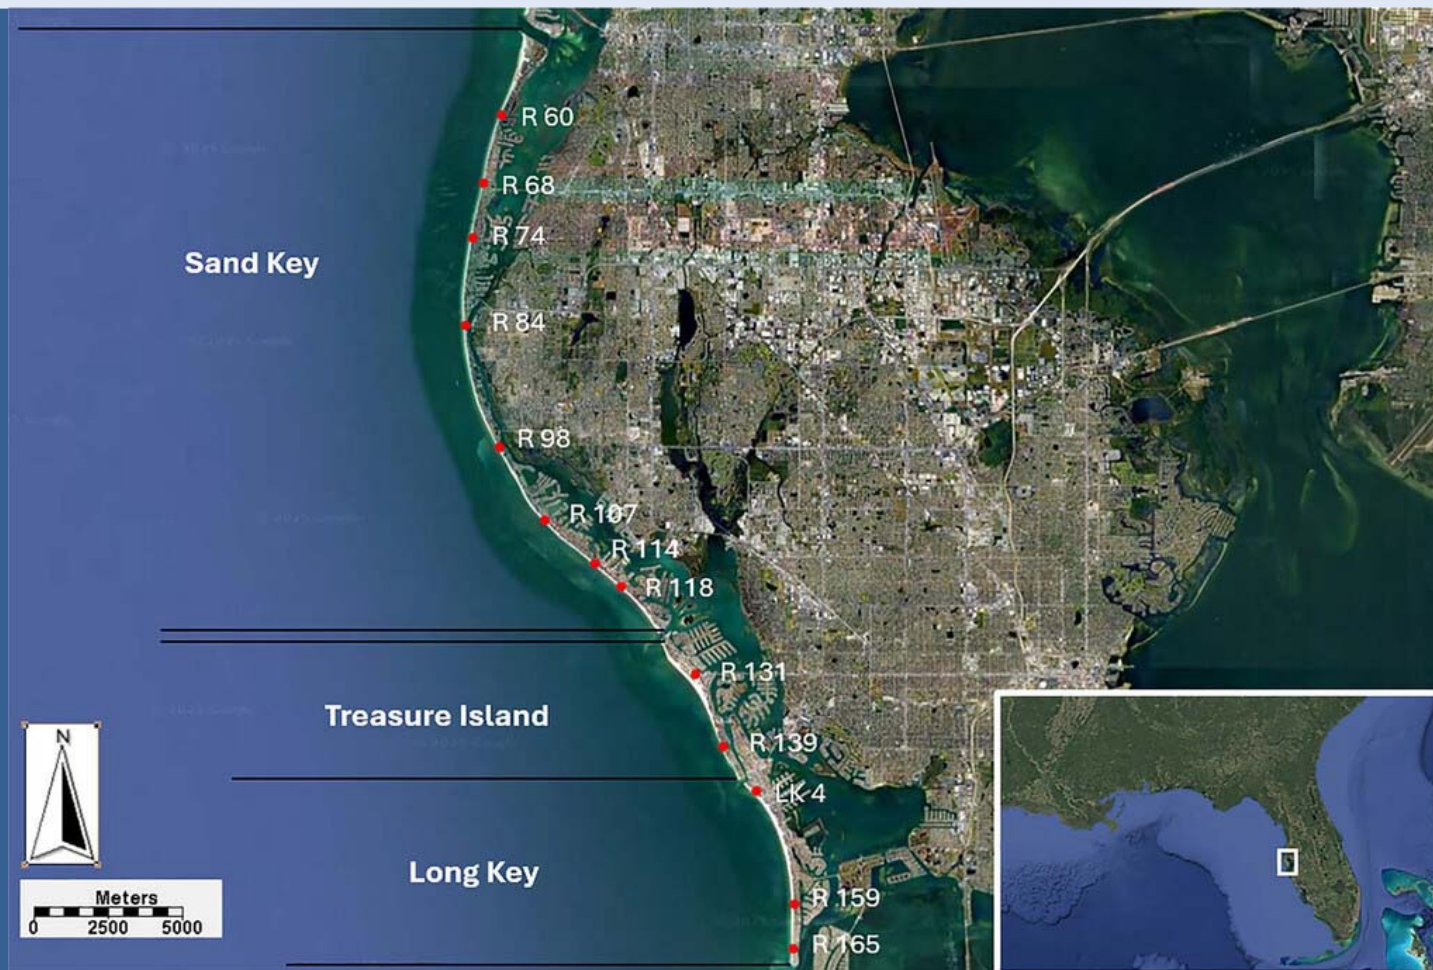 R 60
R 68
R 74
Sand Key
R 84
R 98
R 107
R 114
R 118
R 131
Treasure Island
R 139
LK 4
Long Key
R 159
R 165
N
Meters
0 2500 5000